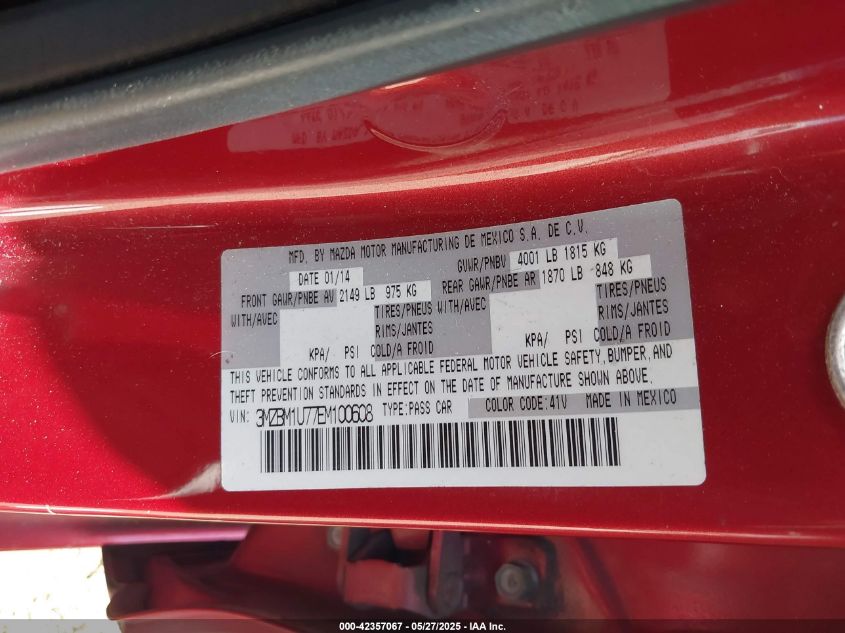 MFD. BY MAZDA MOTOR MANUFACTURING DE MEXICO S.A. DE C.V.
DATE 01/14 GVWR/PNBV 4001 LB 1815 KG
FRONT GAWR/PNBE AV 2149 LB 975 KG REAR GAWR/PNBE AR 1870 LB 848 KG
WITH/AVEC TIRES/PNEUS WITH/AVEC TIRES/PNEUS
RIMS/JANTES RIMS/JANTES
KPA/ PSI COLD/A FROID KPA/ PSI COLD/A FROID
THIS VEHICLE CONFORMS TO ALL APPLICABLE FEDERAL MOTOR VEHICLE SAFETY, BUMPER, AND
THEFT PREVENTION STANDARDS IN EFFECT ON THE DATE OF MANUFACTURE SHOWN ABOVE.
VIN: 3MZBM1U77EM100608 TYPE:PASS CAR COLOR CODE:41V MADE IN MEXICO
000-42357067 - 05/27/2025 - IAA Inc.